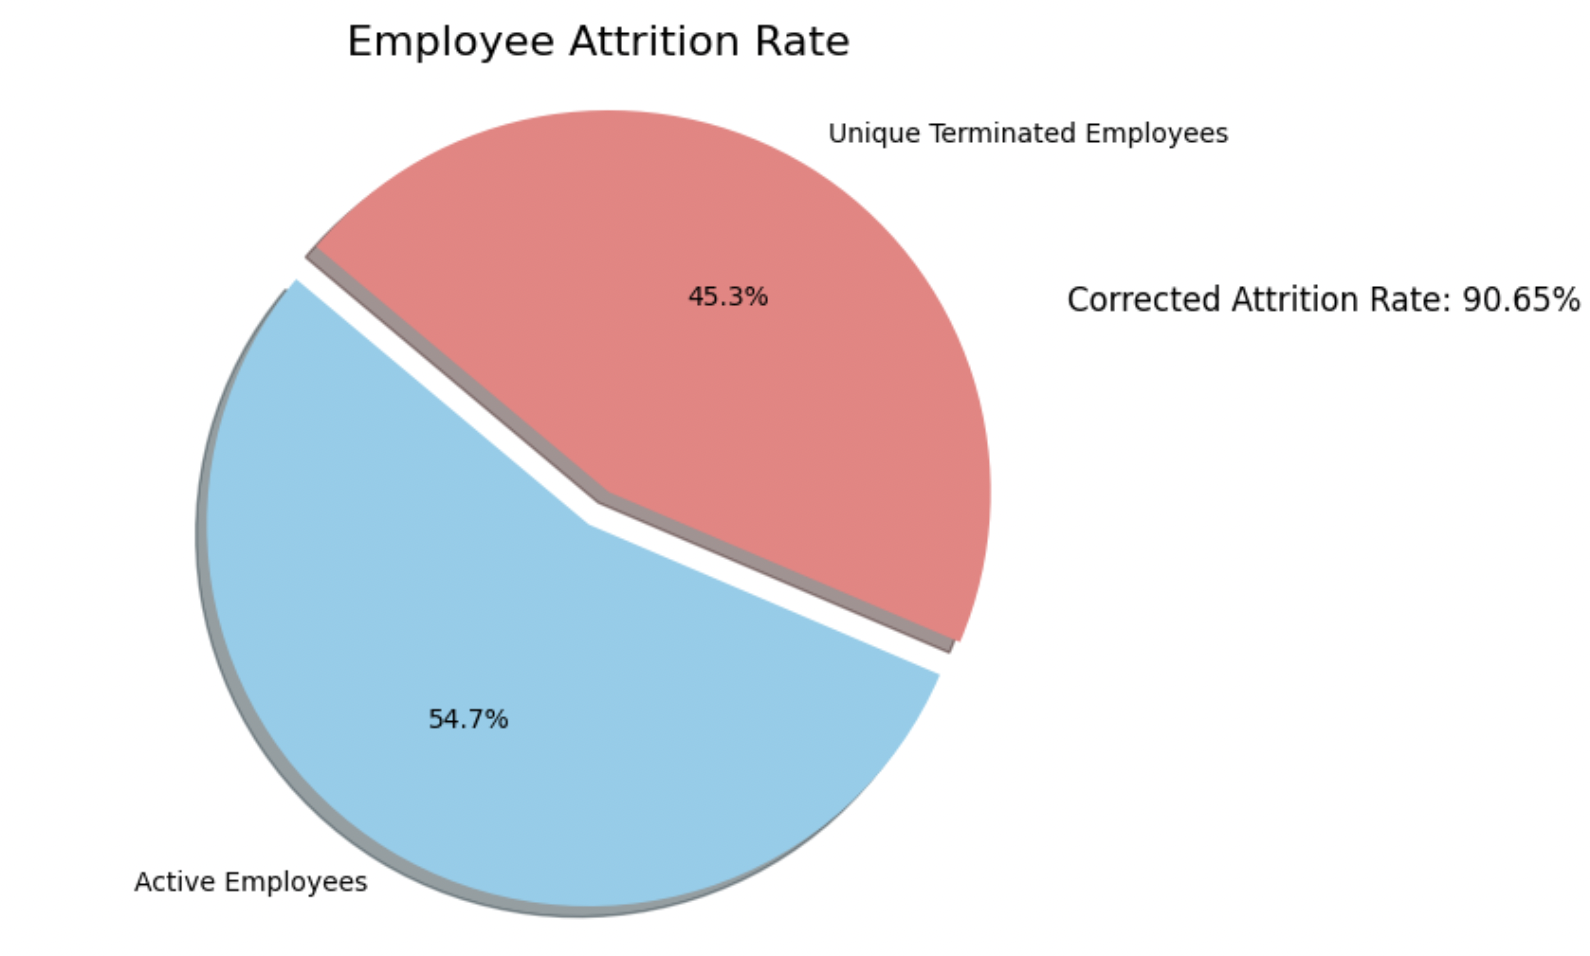 Employee Attrition Rate
Unique Terminated Employees
45.3%
Corrected Attrition Rate: 90.65%
54.7%
Active Employees